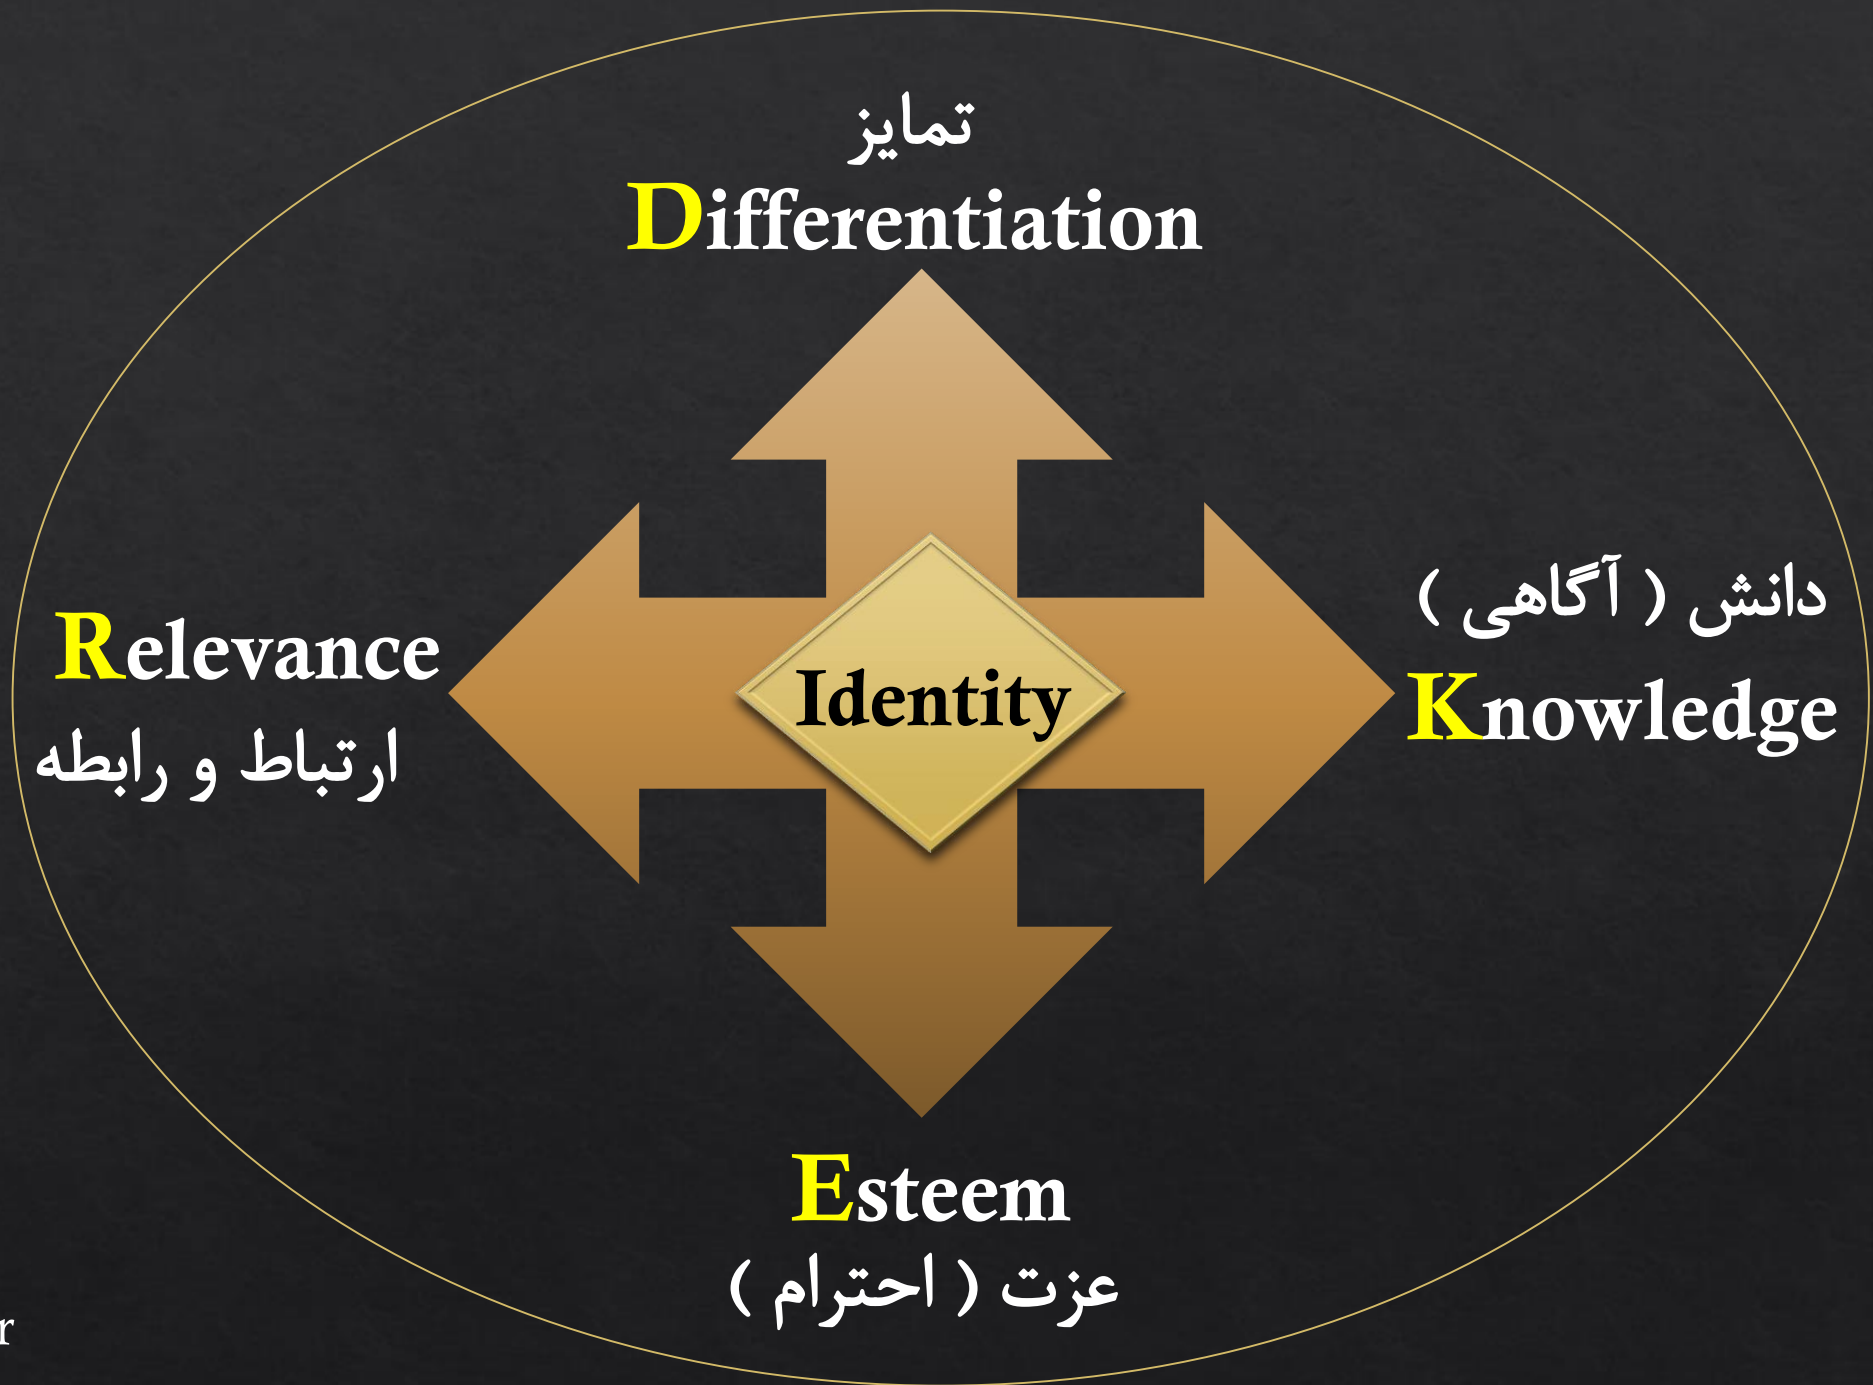 تمایز
Differentiation
Relevance
ارتباط و رابطه
Identity
دانش ( آگاهی )
Knowledge
Esteem
عزت ( احترام )
r